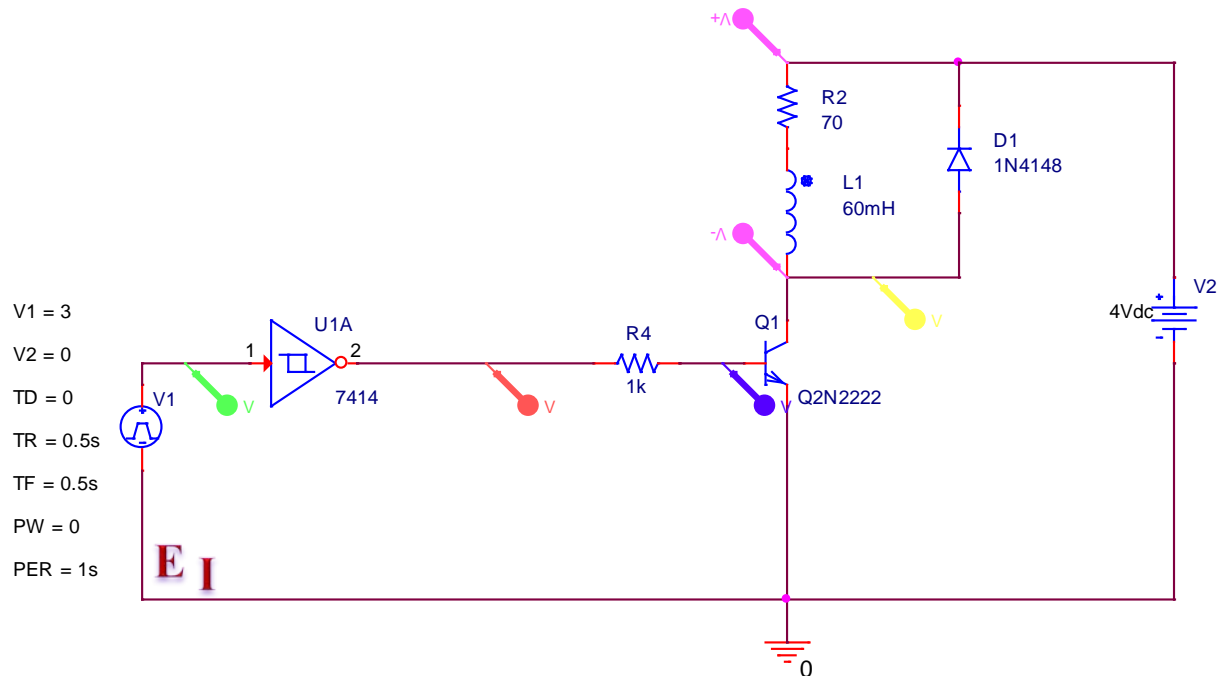 +V
R2
70
D1
1N4148
L1
60mH
-V
V2
4Vdc
+
-
V
V1 = 3
V2 = 0
TD = 0
TR = 0.5s
TF = 0.5s
PW = 0
PER = 1s
V1
+
-
V
1
U1A
2
7414
V
R4
1k
Q1
V
Q2N2222
E I
0